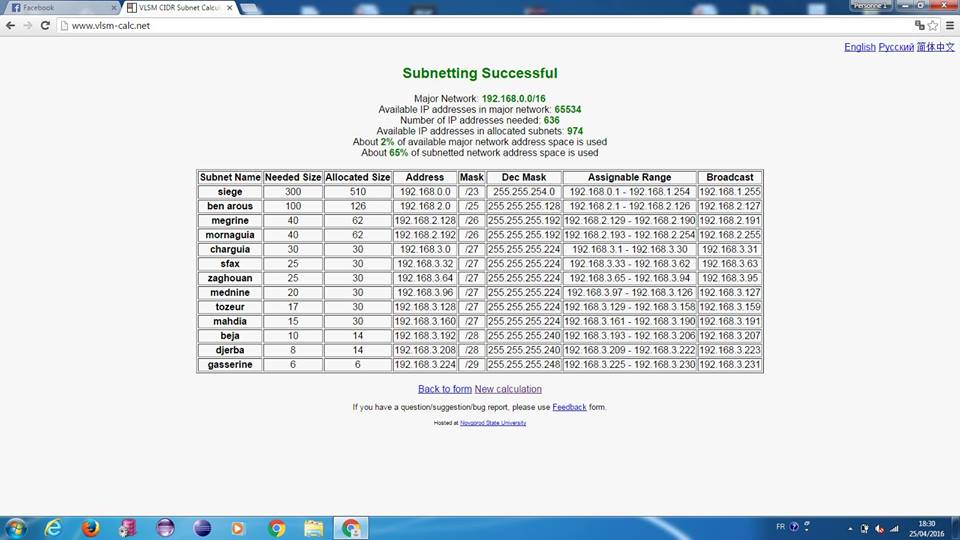 Facebook
VLSM CIDR Subnet Calcul
Personne 1
www.vlsm-calc.net
English Русский 简体中文
Subnetting Successful
Major Network: 192.168.0.0/16
Available IP addresses in major network: 65534
Number of IP addresses needed: 636
Available IP addresses in allocated subnets: 974
About 2% of available major network address space is used
About 65% of subnetted network address space is used
Subnet Name Needed Size Allocated Size Address Mask Dec Mask Assignable Range Broadcast
siege 300 510 192.168.0.0 /23 255.255.254.0 192.168.0.1 - 192.168.1.254 192.168.1.255
ben arous 100 126 192.168.2.0 /25 255.255.255.128 192.168.2.1 - 192.168.2.126 192.168.2.127
megrine 40 62 192.168.2.128 /26 255.255.255.192 192.168.2.129 - 192.168.2.190 192.168.2.191
mornaguia 40 62 192.168.2.192 /26 255.255.255.192 192.168.2.193 - 192.168.2.254 192.168.2.255
charguia 30 30 192.168.3.0 /27 255.255.255.224 192.168.3.1 - 192.168.3.30 192.168.3.31
sfax 25 30 192.168.3.32 /27 255.255.255.224 192.168.3.33 - 192.168.3.62 192.168.3.63
zaghouan 25 30 192.168.3.64 /27 255.255.255.224 192.168.3.65 - 192.168.3.94 192.168.3.95
mednine 20 30 192.168.3.96 /27 255.255.255.224 192.168.3.97 - 192.168.3.126 192.168.3.127
tozeur 17 30 192.168.3.128 /27 255.255.255.224 192.168.3.129 - 192.168.3.158 192.168.3.159
mahdia 15 30 192.168.3.160 /27 255.255.255.224 192.168.3.161 - 192.168.3.190 192.168.3.191
beja 10 14 192.168.3.192 /28 255.255.255.240 192.168.3.193 - 192.168.3.206 192.168.3.207
djerba 8 14 192.168.3.208 /28 255.255.255.240 192.168.3.209 - 192.168.3.222 192.168.3.223
gasserine 6 6 192.168.3.224 /29 255.255.255.248 192.168.3.225 - 192.168.3.230 192.168.3.231
Back to form New calculation
If you have a question/suggestion/bug report, please use Feedback form.
Hosted at Novgorod State University
FR
18:30
25/04/2016